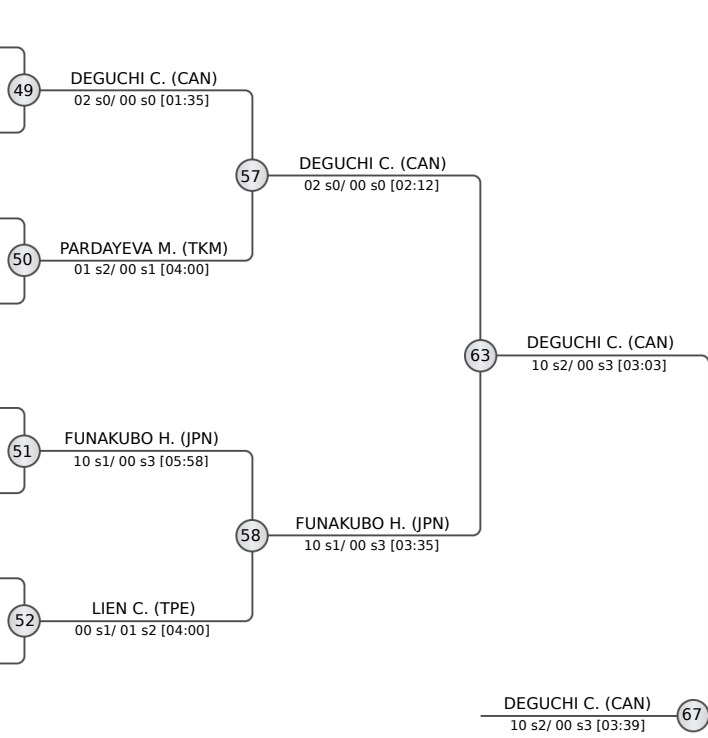 DEGUCHI C. (CAN)
49
02 s0/ 00 s0 [01:35]
DEGUCHI C. (CAN)
57
02 s0/ 00 s0 [02:12]
PARDAYEVA M. (TKM)
50
01 s2/ 00 s1 [04:00]
DEGUCHI C. (CAN)
63
10 s2/ 00 s3 [03:03]
FUNAKUBO H. (JPN)
51
10 s1/ 00 s3 [05:58]
FUNAKUBO H. (JPN)
58
10 s1/ 00 s3 [03:35]
LIEN C. (TPE)
52
00 s1/ 01 s2 [04:00]
DEGUCHI C. (CAN)
67
10 s2/ 00 s3 [03:39]